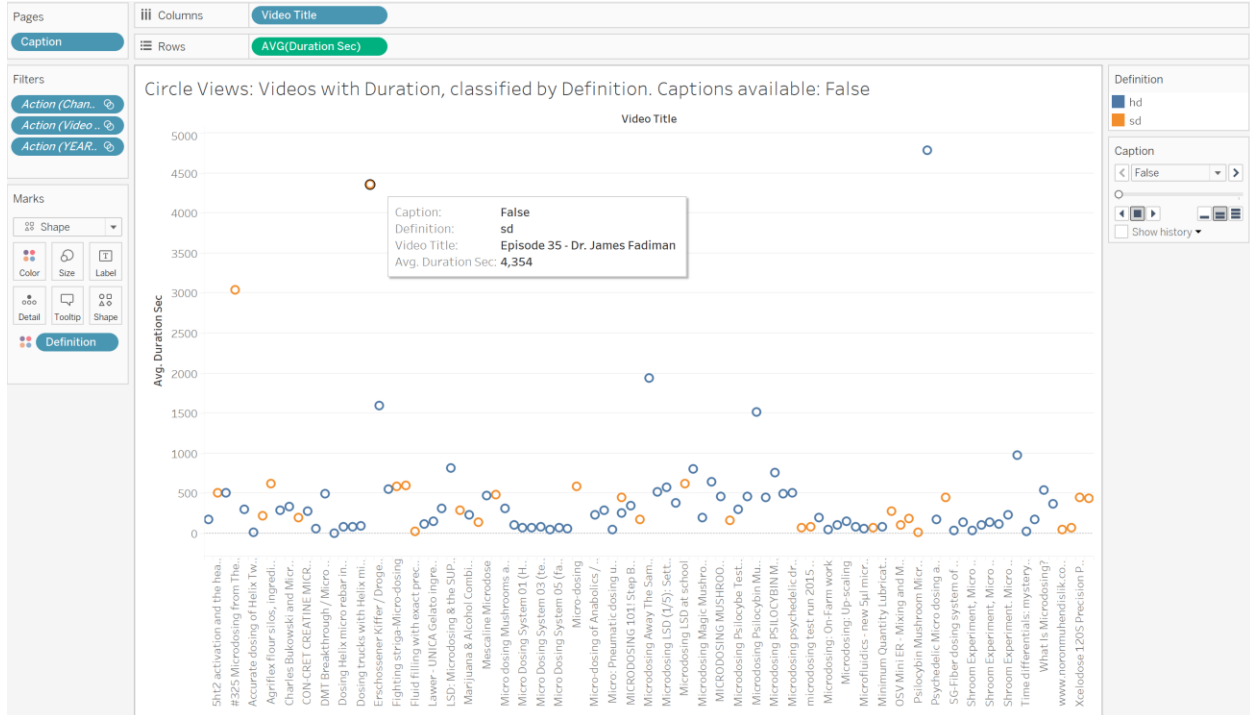 Pages
Caption
Filters
Action (Chan..
Action (Video ..
Action (YEAR..
Marks
Shape
Color
Size
Label
Detail
Tooltip
Shape
Definition
Columns
Video Title
Rows
AVG(Duration Sec)
Circle Views: Videos with Duration, classified by Definition. Captions available: False
Video Title
Avg. Duration Sec
5000
4500
4000
3500
3000
2500
2000
1500
1000
500
0
Caption: False
Definition: sd
Video Title: Episode 35 - Dr. James Fadiman
Avg. Duration Sec: 4,354
5ht2 activation and the hea..
#325 Microdosing from The..
Accurate dosing of Helix Tw..
Agriflex flour silos, ingredi..
Charles Bukowski and Micr..
CON-CRET CREATINE MICR..
DMT Breakthrough / Micro ..
Dosing Helix micro rebar in..
Dosing trucks with Helix mi..
Erschossener Kiffer / Droge..
Fighting striga-Micro-dosing
Fluid filling with exact prec..
Lawer - UNICA Gelato ingre..
LSD: Microdosing & the SUP..
Marijuana & Alcohol Combi..
Mescaline Microdose
Micro dosing Mushrooms a..
Micro Dosing System 01 (H..
Micro Dosing System 03 (te..
Micro Dosing System 05 (fa..
Micro-dosing
Micro-dosing of Anabolics / ..
Micro: Pneumatic dosing u..
MICRODOSING 101! Step B..
Microdosing Away The Sam..
Microdosing LSD (1/5): Sett..
Microdosing LSD at school
Microdosing Magic Mushro..
MICRODOSING MUSHROO..
Microdosing Psilocybe Test..
Microdosing Psilocybin Mu..
Microdosing PSILOCYBIN M..
Microdosing psychedelic dr..
microdosing test run 2015 ..
Microdosing: On-Farm work
Microdosing: Up-scaling
Microfluidics - new 5µl micr..
Minimum Quantity Lubricat..
OSV Mini ER - Mixing and M..
Psilocybin Mushroom Micr..
Psychedelic Micro dosing a..
SG-Fiber dosing system of ..
Shroom Experiment, Micro ..
Shroom Experiment, Micro ..
Shroom Experiment. Micro ..
Time differentials: mystery..
What Is Microdosing?
www.noronmuhendislik.co..
Xcelodose 120S Precision P..
Definition
hd
sd
Caption
False
Show history